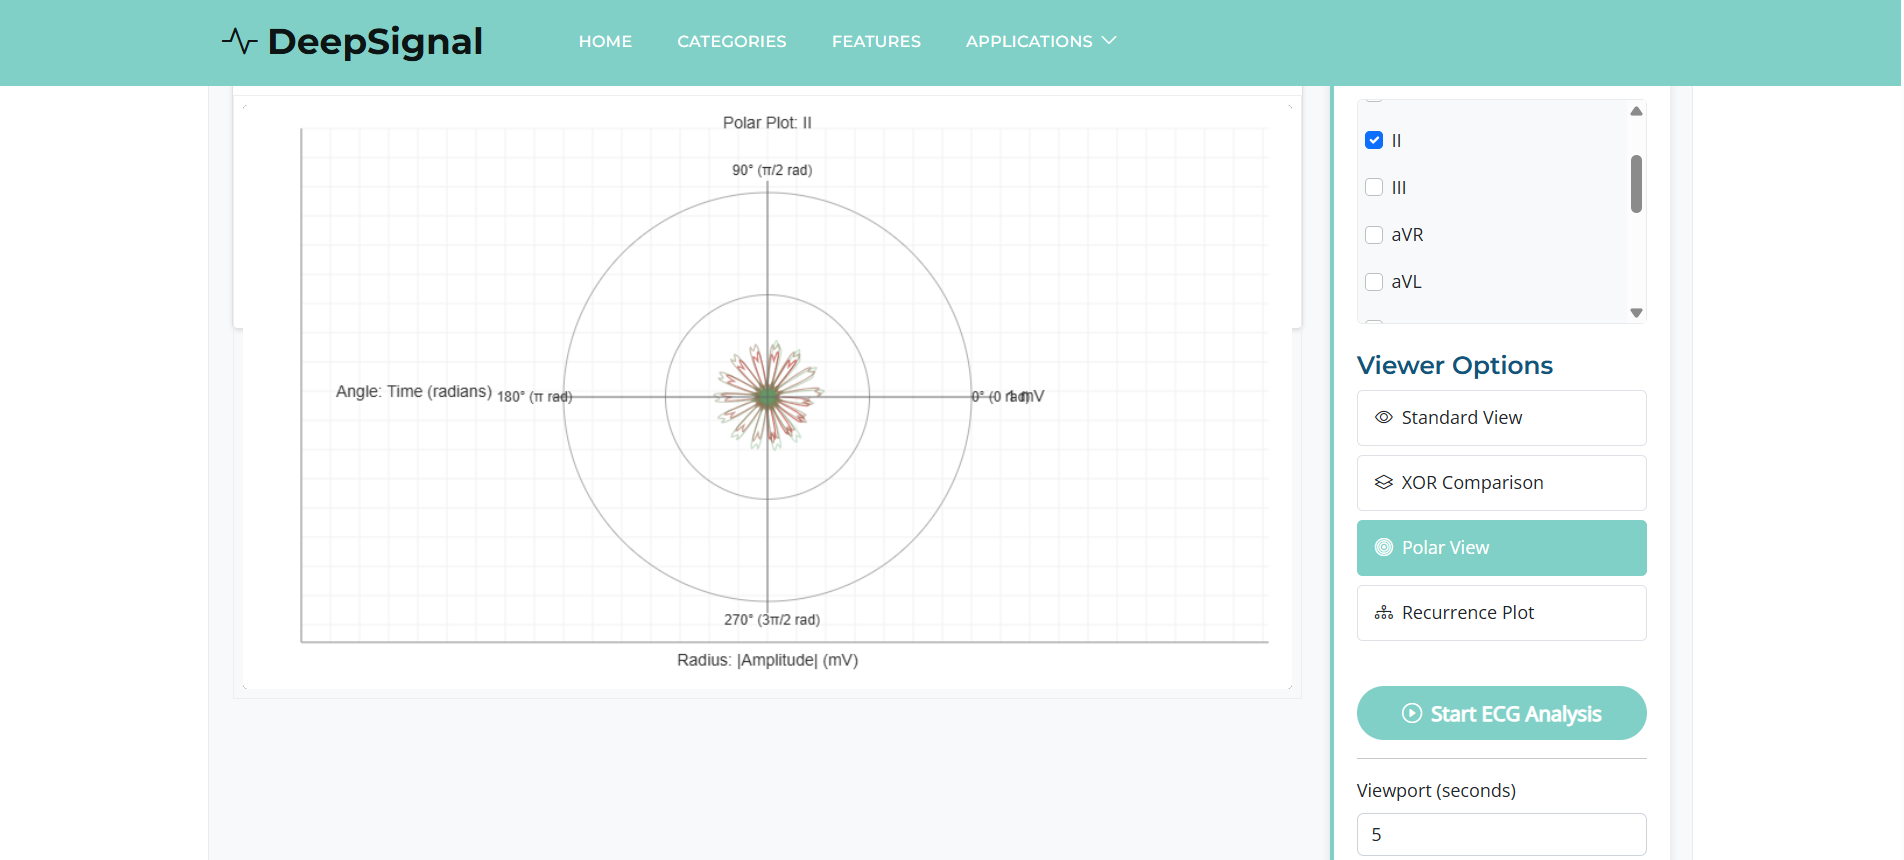 DeepSignal
HOME
CATEGORIES
FEATURES
APPLICATIONS
Polar Plot: II
90° (π/2 rad)
Angle: Time (radians)
180° (π rad)
0° (0 rad)
1 mV
270° (3π/2 rad)
Radius: |Amplitude| (mV)
II
III
aVR
aVL
Viewer Options
Standard View
XOR Comparison
Polar View
Recurrence Plot
Start ECG Analysis
Viewport (seconds)
5